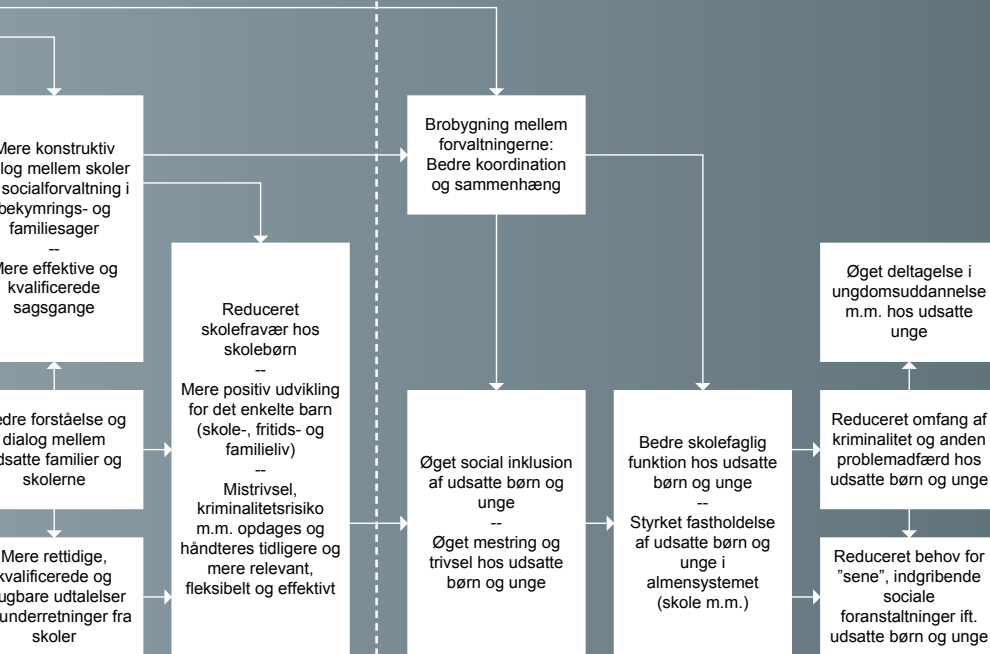 Mere konstruktiv
log mellem skoler
socialforvaltning i
bekymrings- og
familiesager
--
Mere effektive og
kvalificerede
sagsgange
edre forståelse og
dialog mellem
dsatte familier og
skolerne
Mere rettidige,
kvalificerede og
ugbare udtalelser
underretninger fra
skoler
Reduceret
skolefravær hos
skolebørn
--
Mere positiv udvikling
for det enkelte barn
(skole-, fritids- og
familieliv)
--
Mistrivsel,
kriminalitetsrisiko
m.m. opdages og
håndteres tidligere og
mere relevant,
fleksibelt og effektivt
Brobygning mellem
forvaltningerne:
Bedre koordination
og sammenhæng
Øget social inklusion
af udsatte børn og
unge
--
Øget mestring og
trivsel hos udsatte
børn og unge
Bedre skolefaglig
funktion hos udsatte
børn og unge
--
Styrket fastholdelse
af udsatte børn og
unge i
almensystemet
(skole m.m.)
Øget deltagelse i
ungdomsuddannelse
m.m. hos udsatte
unge
Reduceret omfang af
kriminalitet og anden
problemadfærd hos
udsatte børn og unge
Reduceret behov for
”sene”, indgribende
sociale
foranstaltninger ift.
udsatte børn og unge